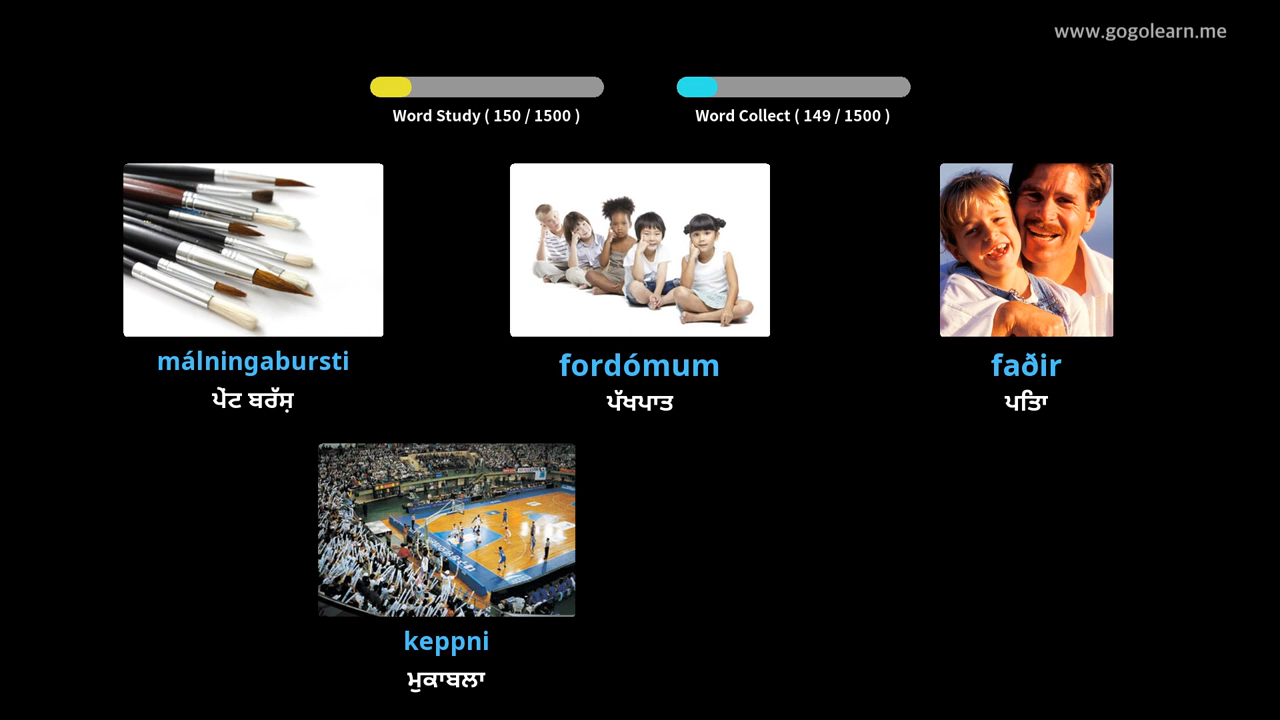 www.gogolearn.me
Word Study ( 150 / 1500 )
Word Collect ( 149 / 1500 )
málningabursti
ਪੇਂਟ ਬਰੱਸ਼
fordómum
ਪੱਖਪਾਤ
faðir
ਪਿਤਾ
keppni
ਮੁਕਾਬਲਾ